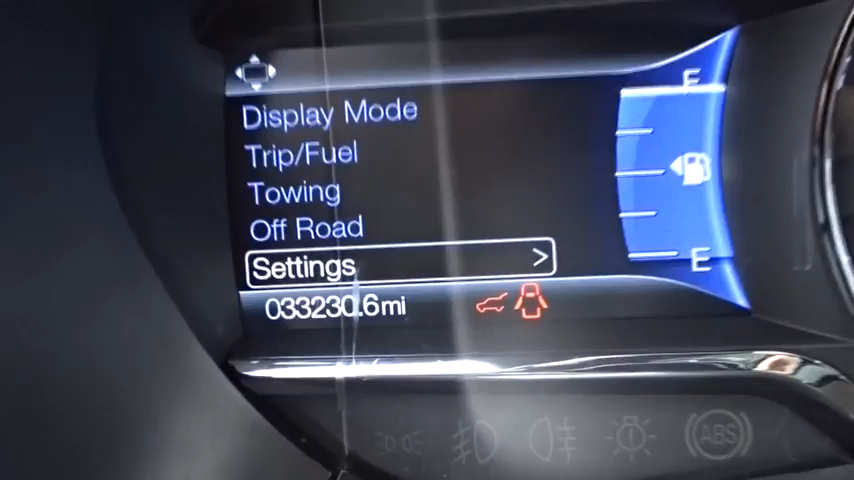 Display Mode
Trip/Fuel
Towing
Off Road
Settings >
033230.6mi
F
E
ABS